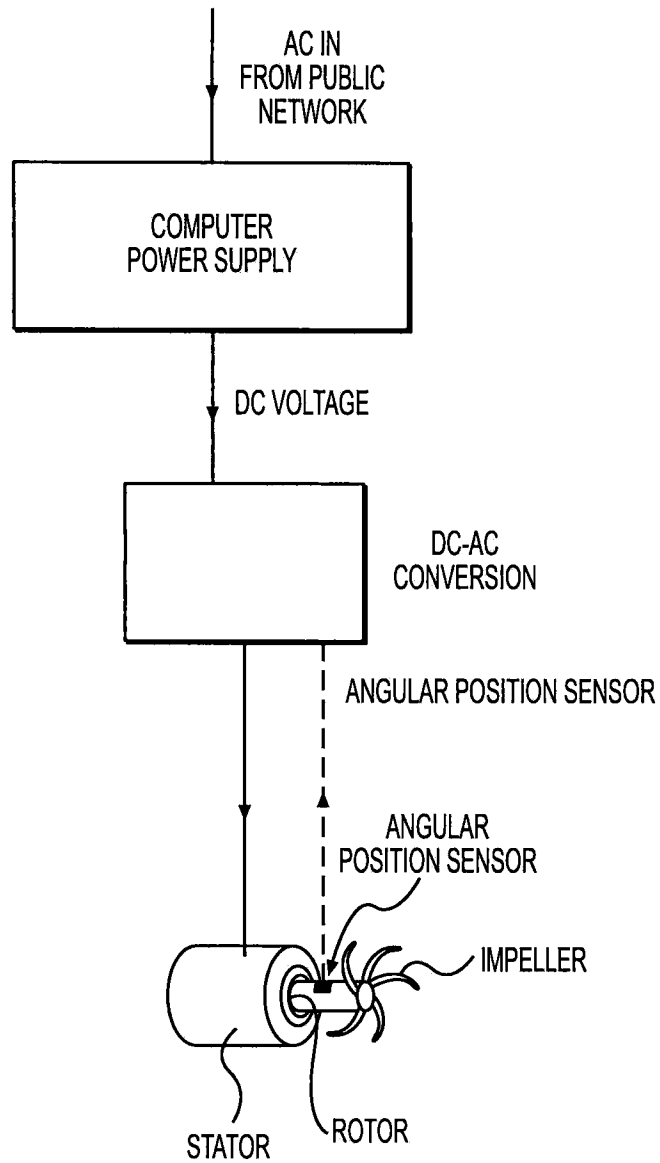 AC IN
FROM PUBLIC
NETWORK
COMPUTER
POWER SUPPLY
DC VOLTAGE
DC-AC
CONVERSION
ANGULAR POSITION SENSOR
ANGULAR
POSITION SENSOR
IMPELLER
ROTOR
STATOR